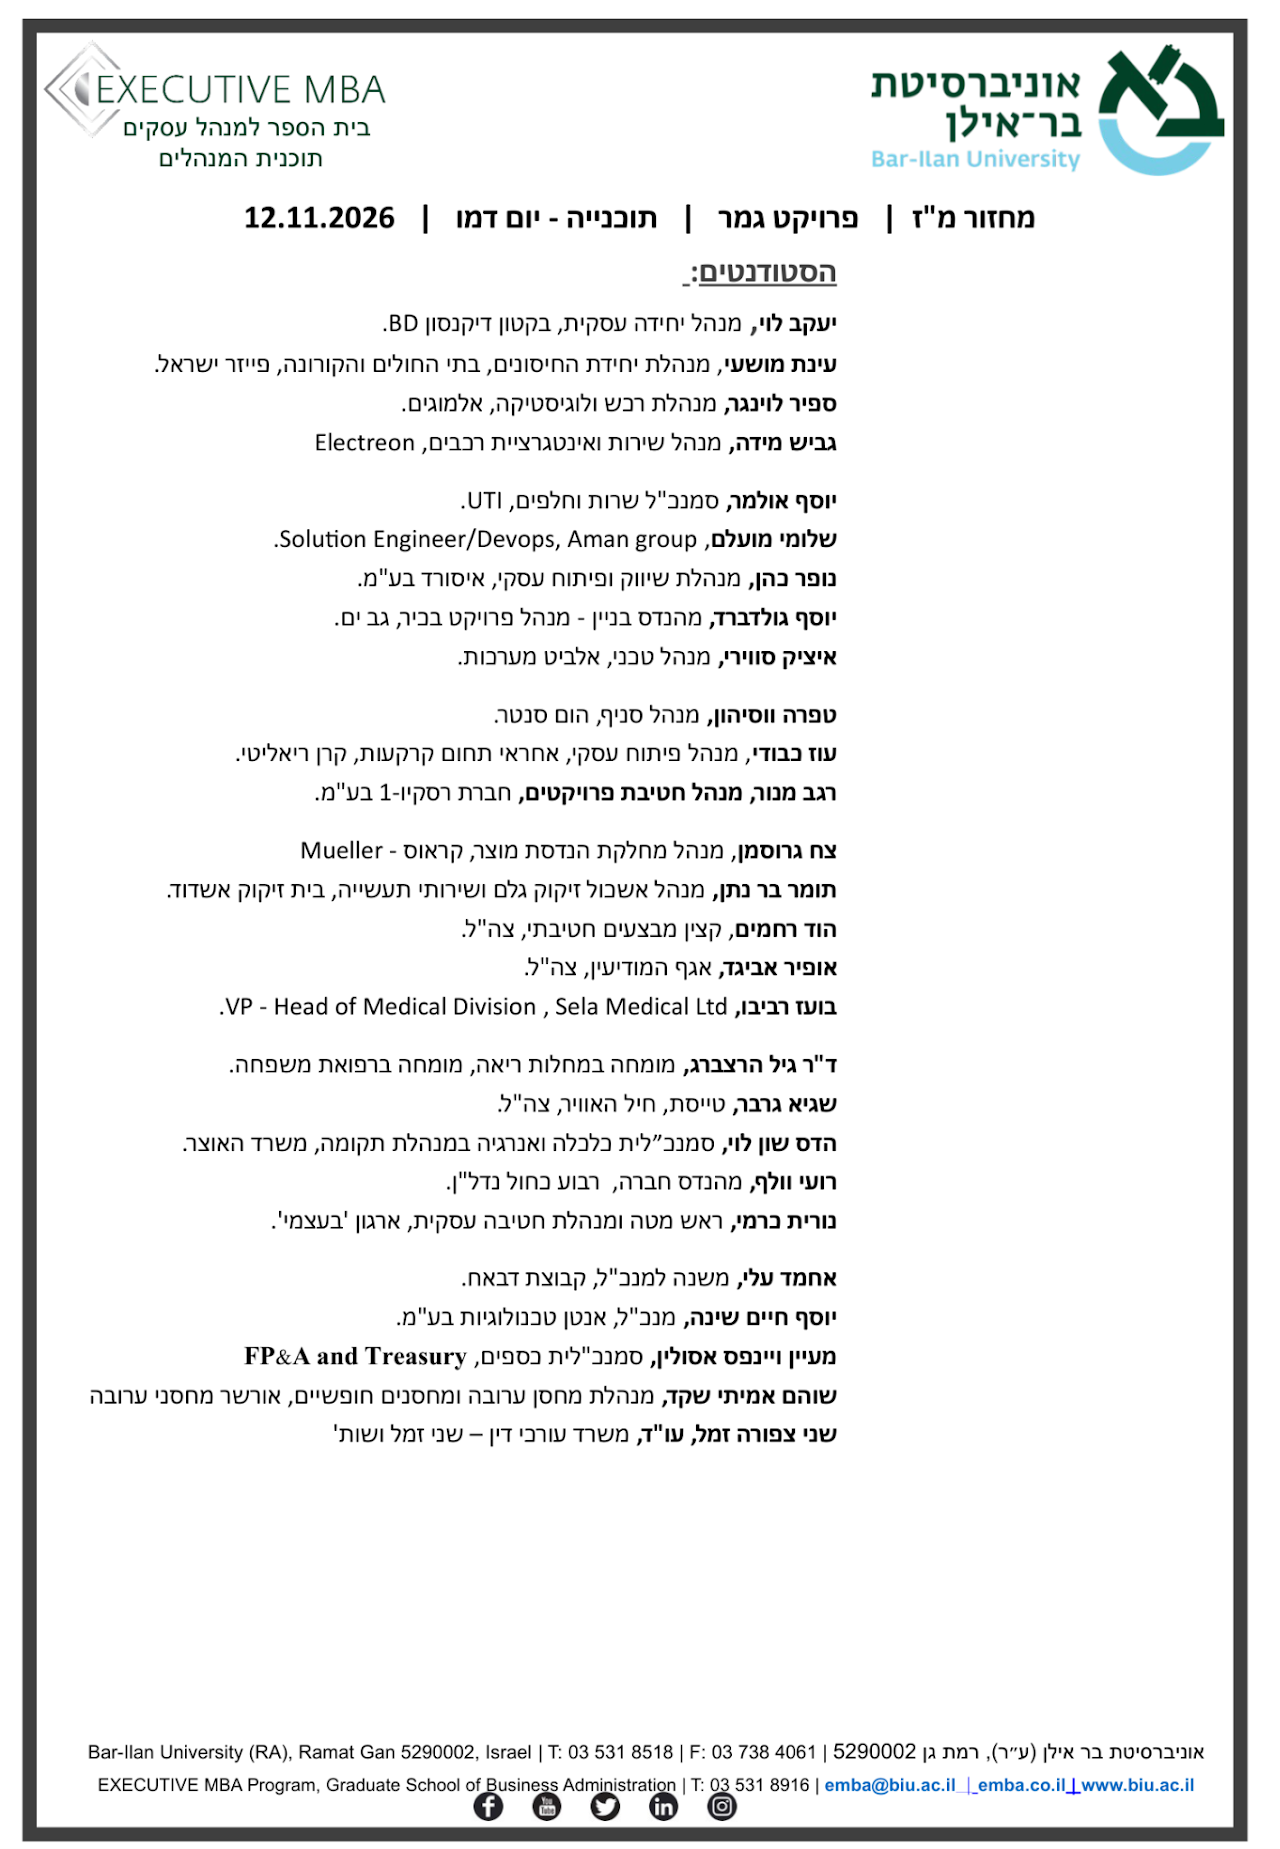 EXECUTIVE MBA
בית הספר למנהל עסקים
תוכנית המנהלים
אוניברסיטת
בר־אילן
Bar-Ilan University
מחזור מ"ז | פרויקט גמר | תוכנייה - יום דמו | 12.11.2026
הסטודנטים:
יעקב לוי, מנהל יחידה עסקית, בקטון דיקנסון BD.
עינת מושעי, מנהלת יחידת החיסונים, בתי החולים והקורונה, פייזר ישראל.
ספיר לוינגר, מנהלת רכש ולוגיסטיקה, אלמוגים.
גביש מידה, מנהל שירות ואינטגרציית רכבים, Electreon
יוסף אולמר, סמנכ"ל שרות וחלפים, UTI.
שלומי מועלם, Solution Engineer/Devops, Aman group.
נופר כהן, מנהלת שיווק ופיתוח עסקי, איסורד בע"מ.
יוסף גולדברד, מהנדס בניין - מנהל פרויקט בכיר, גב ים.
איציק סווירי, מנהל טכני, אלביט מערכות.
טפרה ווסיהון, מנהל סניף, הום סנטר.
עוז כבודי, מנהל פיתוח עסקי, אחראי תחום קרקעות, קרן ריאליטי.
רגב מנור, מנהל חטיבת פרויקטים, חברת רסקיו-1 בע"מ.
צח גרוסמן, מנהל מחלקת הנדסת מוצר, קראוס - Mueller
תומר בר נתן, מנהל אשכול זיקוק גלם ושירותי תעשייה, בית זיקוק אשדוד.
הוד רחמים, קצין מבצעים חטיבתי, צה"ל.
אופיר אביגד, אגף המודיעין, צה"ל.
בועז רביבו, VP - Head of Medical Division , Sela Medical Ltd.
ד"ר גיל הרצברג, מומחה במחלות ריאה, מומחה ברפואת משפחה.
שגיא גרבר, טייסת, חיל האוויר, צה"ל.
הדס שון לוי, סמנכ״לית כלכלה ואנרגיה במנהלת תקומה, משרד האוצר.
רועי וולף, מהנדס חברה, רבוע כחול נדל"ן.
נורית כרמי, ראש מטה ומנהלת חטיבה עסקית, ארגון 'בעצמי'.
אחמד עלי, משנה למנכ"ל, קבוצת דבאח.
יוסף חיים שינה, מנכ"ל, אנטן טכנולוגיות בע"מ.
מעיין ויינפס אסולין, סמנכ"לית כספים, FP&A and Treasury
שוהם אמיתי שקד, מנהלת מחסן ערובה ומחסנים חופשיים, אורשר מחסני ערובה
שני צפורה זמל, עו"ד, משרד עורכי דין – שני זמל ושות'
Bar-Ilan University (RA), Ramat Gan 5290002, Israel | T: 03 531 8518 | F: 03 738 4061 | 5290002 אוניברסיטת בר אילן (ע״ר), רמת גן
EXECUTIVE MBA Program, Graduate School of Business Administration | T: 03 531 8916 | emba@biu.ac.il | emba.co.il | www.biu.ac.il
You Tube